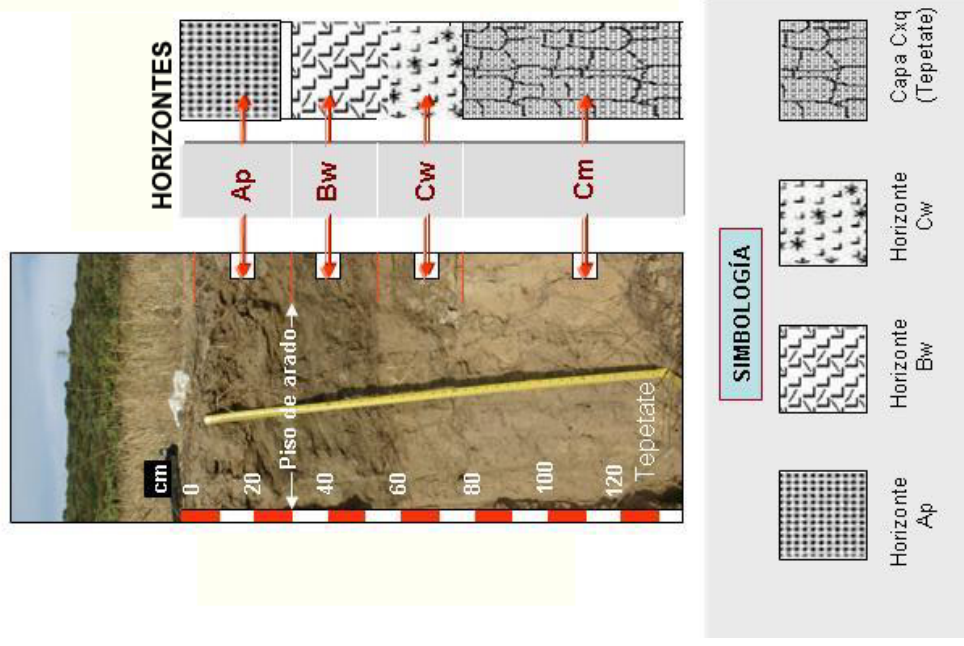 HORIZONTES
cm
0
20
Piso de arado
40
60
80
100
120
Tepetate
Ap
Bw
Cw
Cm
SIMBOLOGÍA
Horizonte
Ap
Horizonte
Bw
Horizonte
Cw
Capa Cxq
(Tepetate)